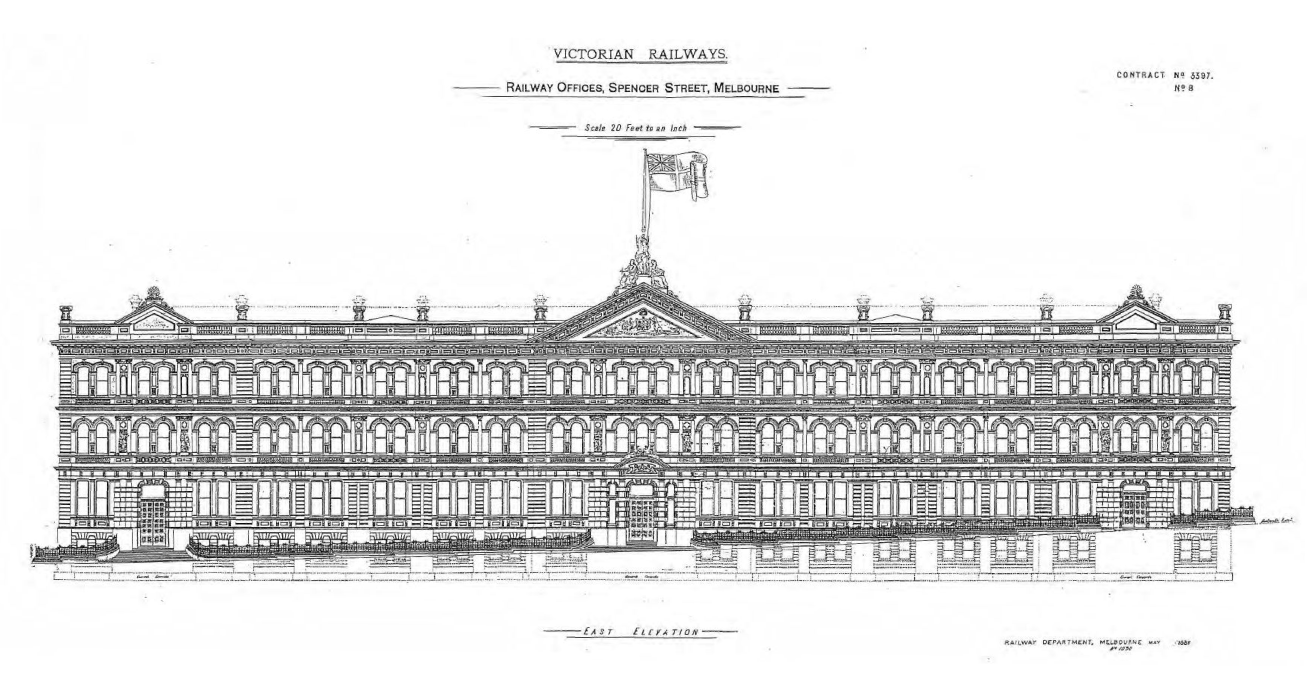 VICTORIAN RAILWAYS.
RAILWAY OFFICES, SPENCER STREET, MELBOURNE
CONTRACT Nº 3397.
Nº 8
Scale 20 Feet to an Inch
EAST ELEVATION
RAILWAY DEPARTMENT, MELBOURNE MAY